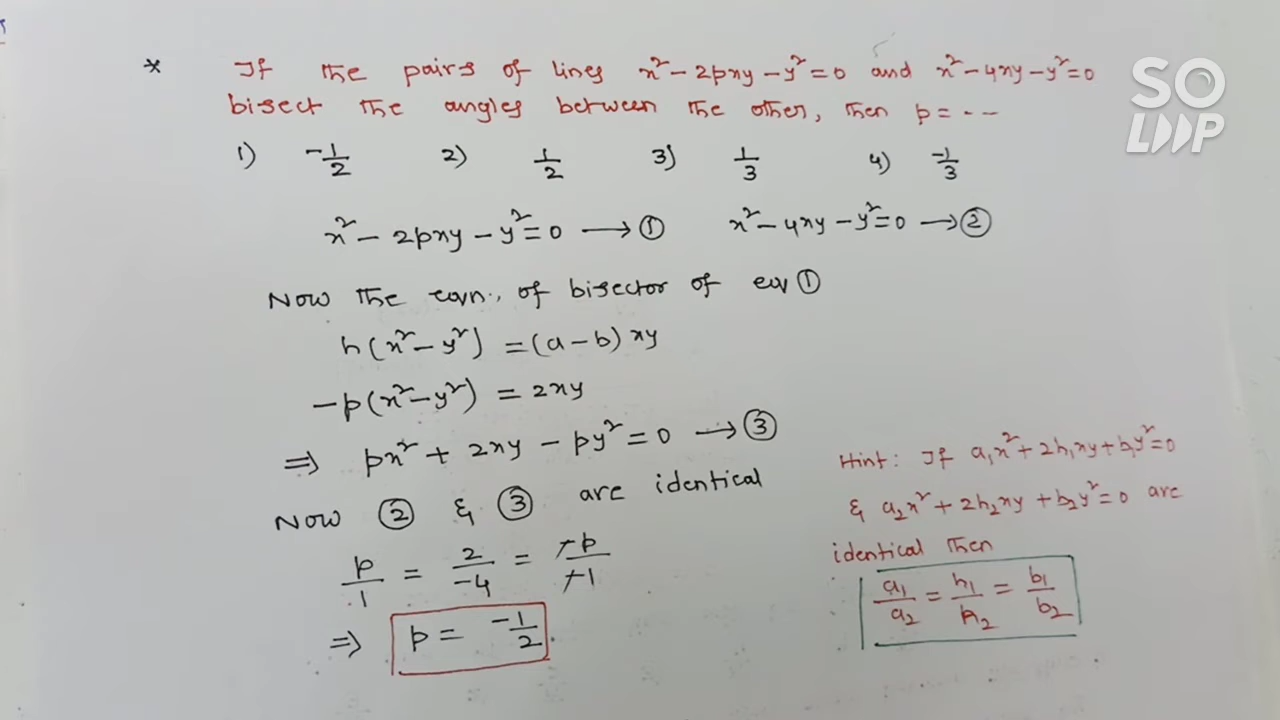 * If the pairs of lines x² - 2pxy - y² = 0 and x² - 4xy - y² = 0
bisect the angles between the other, then p = ---
1) -1/2 2) 1/2 3) 1/3 4) -1/3
x² - 2pxy - y² = 0 → ① x² - 4xy - y² = 0 → ②
Now the eqn., of bisector of eq ①
h(x² - y²) = (a - b) xy
-p(x² - y²) = 2xy
⇒ px² + 2xy - py² = 0 → ③
Now ② & ③ are identical
p/1 = 2/-4 = -p/-1
⇒ p = -1/2.
Hint: If a₁x² + 2h₁xy + b₁y² = 0
& a₂x² + 2h₂xy + b₂y² = 0 are
identical then
a₁/a₂ = h₁/h₂ = b₁/b₂
SO
LOOP